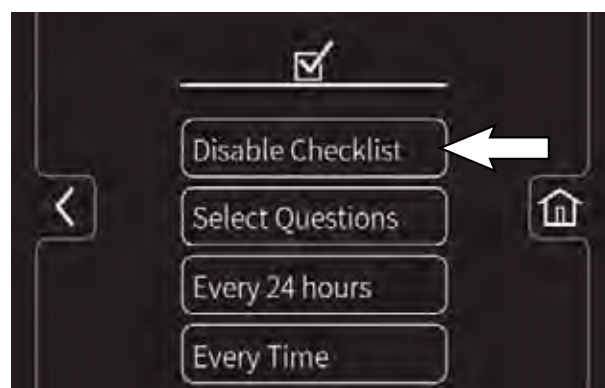 Disable Checklist
Select Questions
Every 24 hours
Every Time